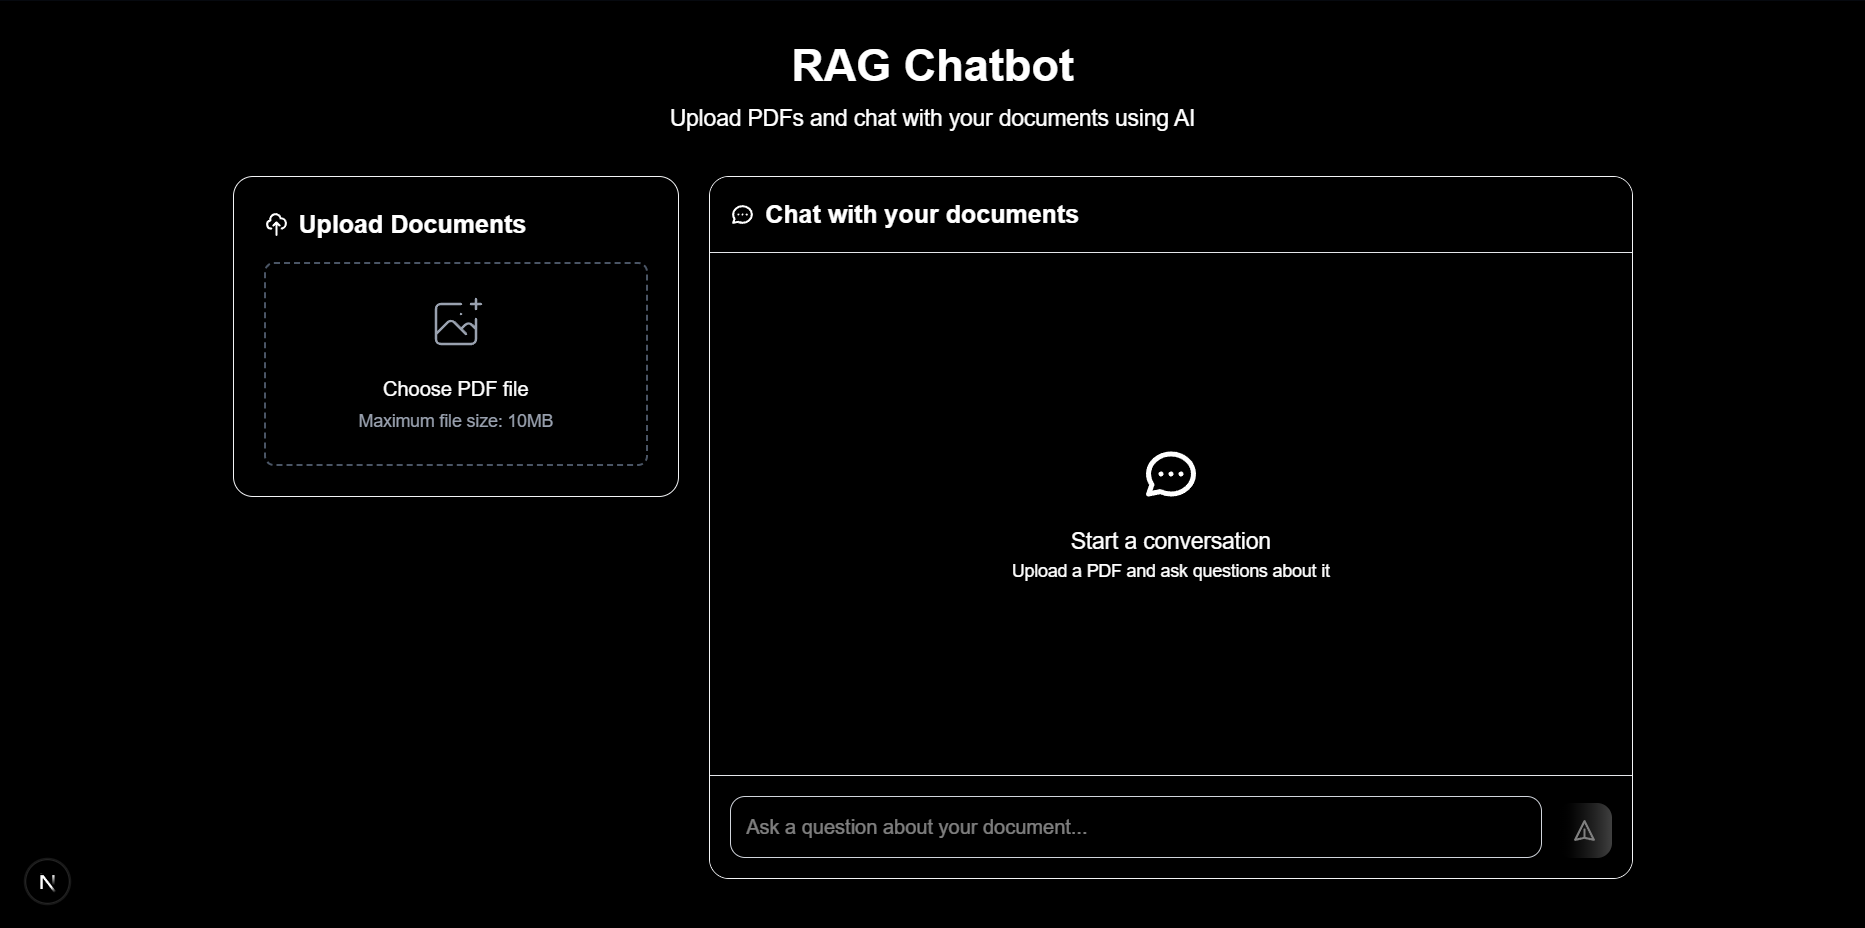 RAG Chatbot
Upload PDFs and chat with your documents using AI
Upload Documents
Choose PDF file
Maximum file size: 10MB
Chat with your documents
Start a conversation
Upload a PDF and ask questions about it
Ask a question about your document...
N